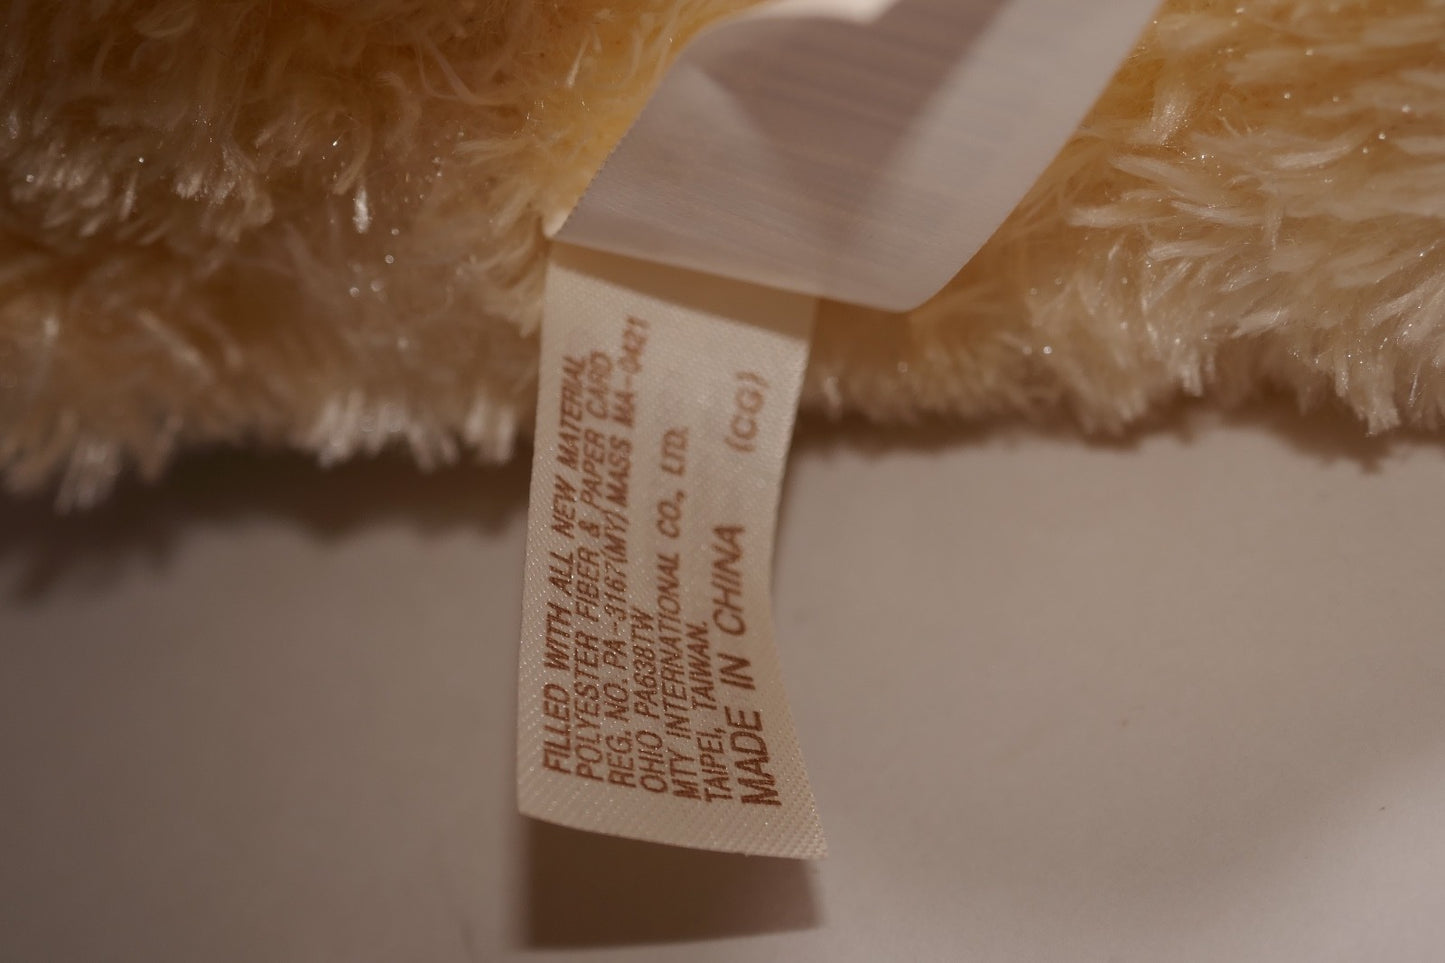 FILLED WITH ALL NEW MATERIAL
POLYESTER FIBER & PAPER CARD
REG. NO. PA-3167(MY) MASS MA-0421
OHIO PA638TW
MTY INTERNATIONAL CO., LTD.
TAIPEI, TAIWAN.
MADE IN CHINA (CG)